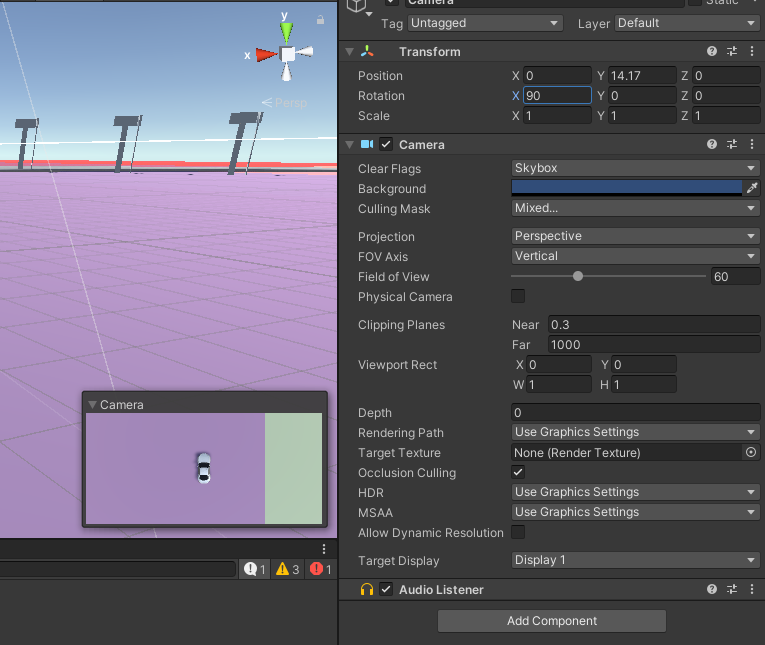 Camera
Static
Tag Untagged Layer Default
y
x
Persp
Transform
Position X 0 Y 14.17 Z 0
Rotation X 90 Y 0 Z 0
Scale X 1 Y 1 Z 1
Camera
Clear Flags Skybox
Background
Culling Mask Mixed...
Projection Perspective
FOV Axis Vertical
Field of View 60
Physical Camera
Clipping Planes Near 0.3
Far 1000
Viewport Rect X 0 Y 0
W 1 H 1
Camera
Depth 0
Rendering Path Use Graphics Settings
Target Texture None (Render Texture)
Occlusion Culling
HDR Use Graphics Settings
MSAA Use Graphics Settings
Allow Dynamic Resolution
Target Display Display 1
1 3 1
Audio Listener
Add Component